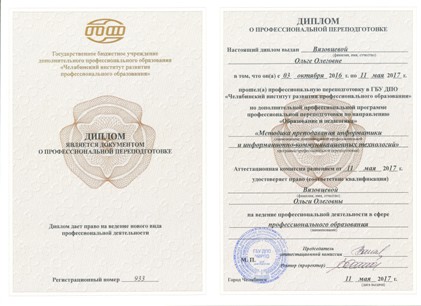 Государственное бюджетное учреждение
дополнительного профессионального образования
«Челябинский институт развития
профессионального образования»
ДИПЛОМ
ЯВЛЯЕТСЯ ДОКУМЕНТОМ
О ПРОФЕССИОНАЛЬНОЙ ПЕРЕПОДГОТОВКЕ
Диплом дает право на ведение нового вида
профессиональной деятельности
Регистрационный номер 933
ДИПЛОМ
О ПРОФЕССИОНАЛЬНОЙ ПЕРЕПОДГОТОВКЕ
Настоящий диплом выдан Вязовцевой
(фамилия, имя, отчество)
Ольге Олеговне
в том, что он(а) с 03 октября 2016 г. по 11 мая 2017 г.
прошел(а) профессиональную переподготовку в ГБУ ДПО
«Челябинский институт развития профессионального образования»
по дополнительной профессиональной программе
профессиональной переподготовки по направлению
«Образование и педагогика»
«Методика преподавания информатики
и информационно-коммуникационных технологий»
Аттестационная комиссия решением от 11 мая 2017 г.
удостоверяет право (соответствие квалификации)
Вязовцевой
(фамилия, имя, отчество)
Ольги Олеговны
на ведение профессиональной деятельности в сфере
профессионального образования
(наименование)
Председатель
аттестационной комиссии
М. П.
Ректор (директор)
Город Челябинск 11 мая 2017 г.